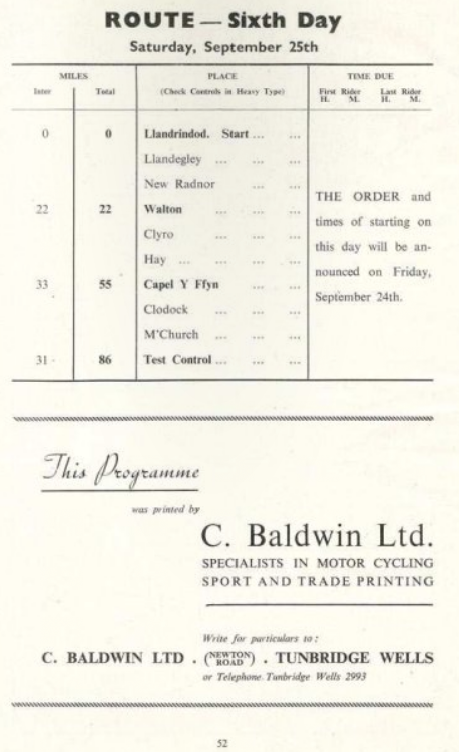 ROUTE — Sixth Day
Saturday, September 25th
MILES PLACE TIME DUE
Inter Total (Check Controls in Heavy Type) First Rider Last Rider
H. M. H. M.
0 0 Llandrindod. Start ... ...
Llandegley ... ... ...
New Radnor ... ...
22 22 Walton ... ... ...
Clyro ... ... ...
Hay ... ... ... ...
33 55 Capel Y Ffyn ... ...
Clodock ... ... ...
M'Church ... ... ...
31 86 Test Control ... ... ...
THE ORDER and
times of starting on
this day will be an-
nounced on Friday,
September 24th.
This Programme
was printed by
C. Baldwin Ltd.
SPECIALISTS IN MOTOR CYCLING
SPORT AND TRADE PRINTING
Write for particulars to :
C. BALDWIN LTD . (NEWTON ROAD) . TUNBRIDGE WELLS
or Telephone Tunbridge Wells 2993
52